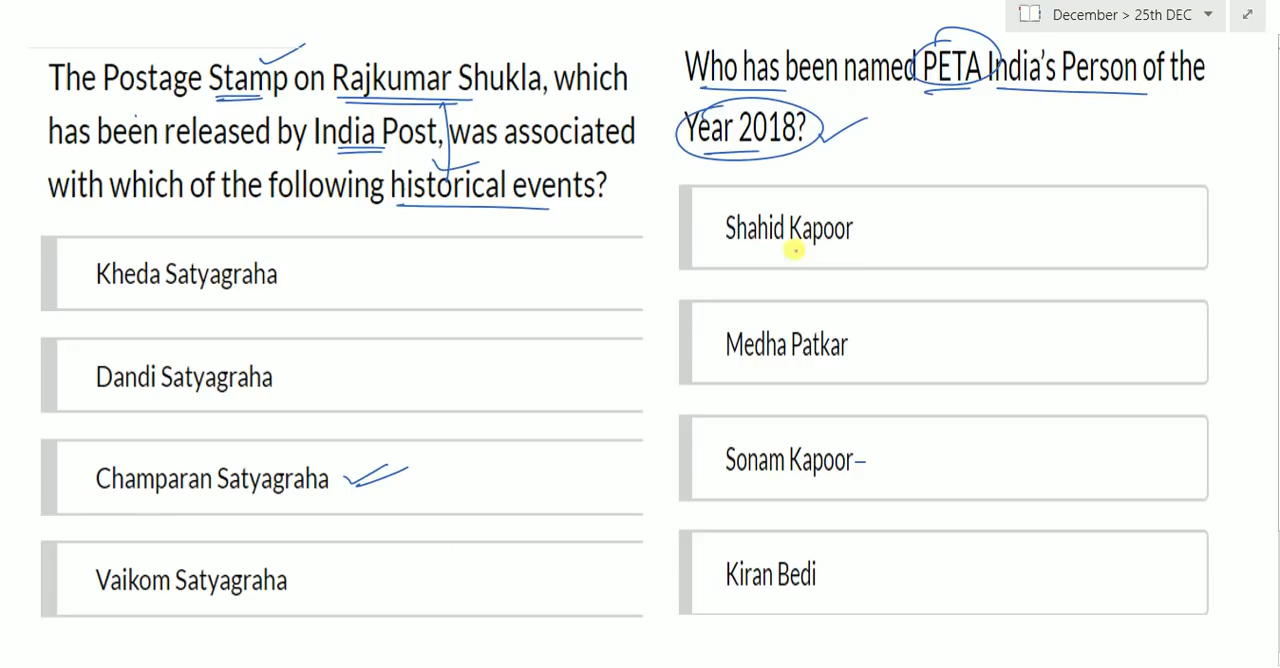 December > 25th DEC
The Postage Stamp on Rajkumar Shukla, which
has been released by India Post, was associated
with which of the following historical events?
Kheda Satyagraha
Dandi Satyagraha
Champaran Satyagraha
Vaikom Satyagraha
Who has been named PETA India's Person of the
Year 2018?
Shahid Kapoor
Medha Patkar
Sonam Kapoor
Kiran Bedi